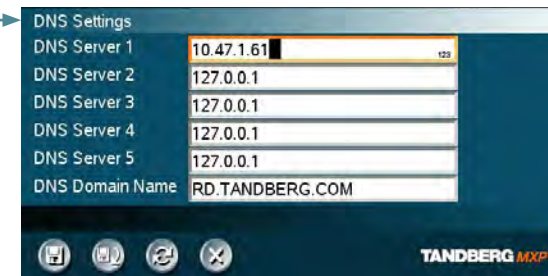 DNS Settings
DNS Server 1 10.47.1.61 123
DNS Server 2 127.0.0.1
DNS Server 3 127.0.0.1
DNS Server 4 127.0.0.1
DNS Server 5 127.0.0.1
DNS Domain Name RD.TANDBERG.COM
TANDBERG MXP